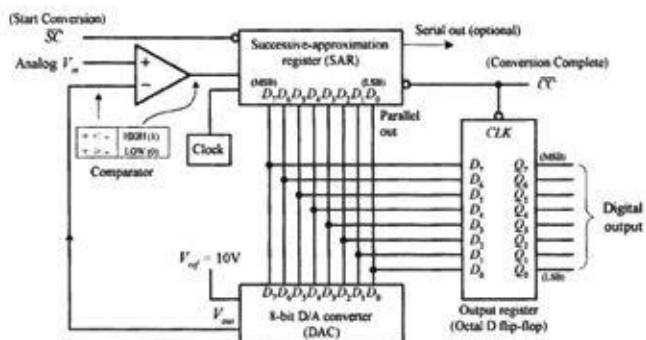 (Start Conversion)
SC
Analog V_in
+
−
Successive-approximation
register (SAR)
(MSB) (LSB)
D7 D6 D5 D4 D3 D2 D1 D0
Serial out (optional)
(Conversion Complete)
CC
Parallel
out
+ < - HIGH (1)
+ > - LOW (0)
Comparator
Clock
CLK
D7 Q7 (MSB)
D6 Q6
D5 Q5
D4 Q4
D3 Q3
D2 Q2
D1 Q1
D0 Q0 (LSB)
Digital
output
V_ref = 10V
V_out
D7 D6 D5 D4 D3 D2 D1 D0
8-bit D/A converter
(DAC)
Output register
(Octal D flip-flop)